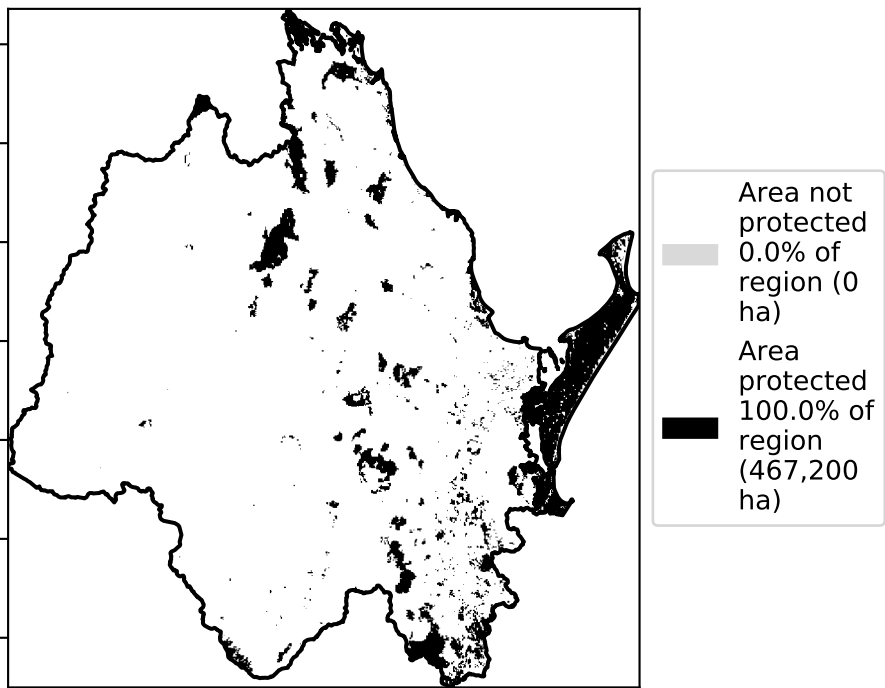 Area not
protected
0.0% of
region (0
ha)
Area
protected
100.0% of
region
(467,200
ha)